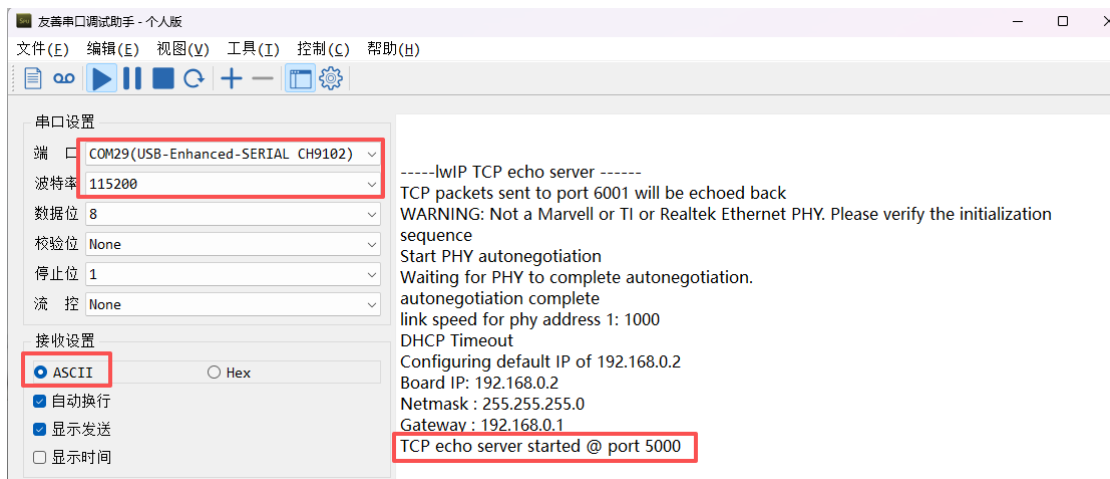 友善串口调试助手 - 个人版
文件(F) 编辑(E) 视图(V) 工具(T) 控制(C) 帮助(H)
串口设置
端 口 COM29(USB-Enhanced-SERIAL CH9102)
波特率 115200
数据位 8
校验位 None
停止位 1
流 控 None
接收设置
ASCII Hex
自动换行
显示发送
显示时间
-----lwIP TCP echo server ------
TCP packets sent to port 6001 will be echoed back
WARNING: Not a Marvell or TI or Realtek Ethernet PHY. Please verify the initialization
sequence
Start PHY autonegotiation
Waiting for PHY to complete autonegotiation.
autonegotiation complete
link speed for phy address 1: 1000
DHCP Timeout
Configuring default IP of 192.168.0.2
Board IP: 192.168.0.2
Netmask : 255.255.255.0
Gateway : 192.168.0.1
TCP echo server started @ port 5000